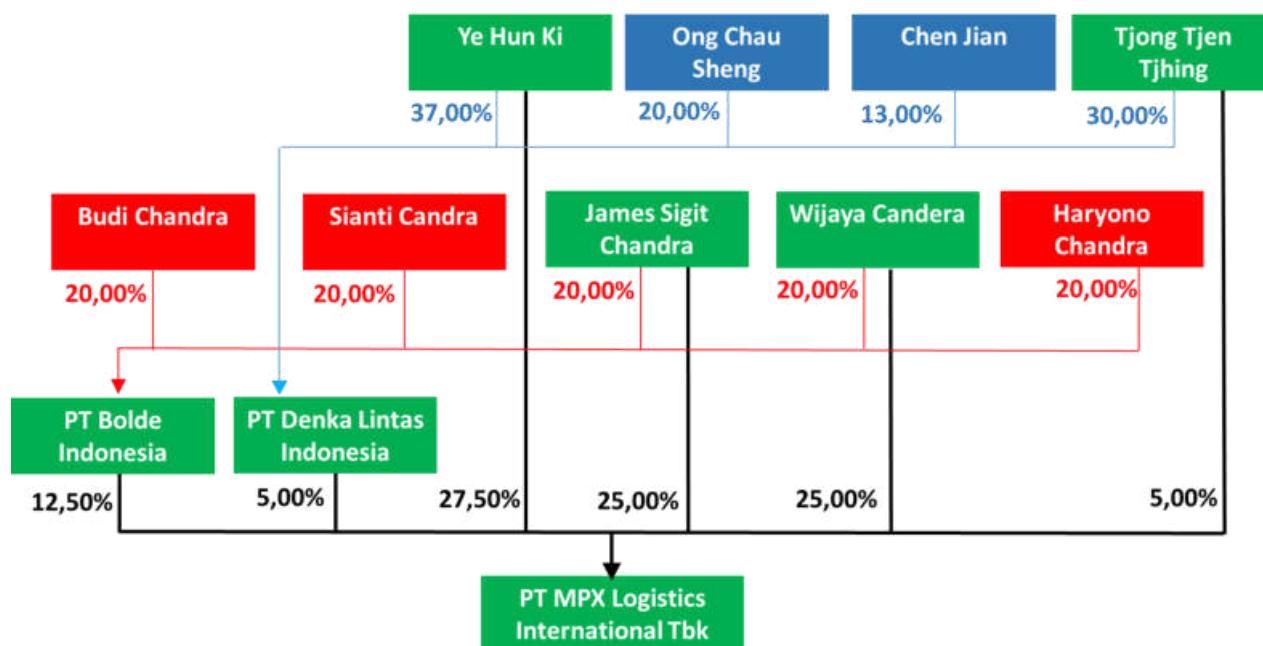 Ye Hun Ki
Ong Chau
Sheng
Chen Jian
Tjong Tjen
Tjhing
37,00%
20,00%
13,00%
30,00%
Budi Chandra
Sianti Candra
James Sigit
Chandra
Wijaya Candera
Haryono
Chandra
20,00%
20,00%
20,00%
20,00%
20,00%
PT Bolde
Indonesia
PT Denka Lintas
Indonesia
12,50%
5,00%
27,50%
25,00%
25,00%
5,00%
PT MPX Logistics
International Tbk